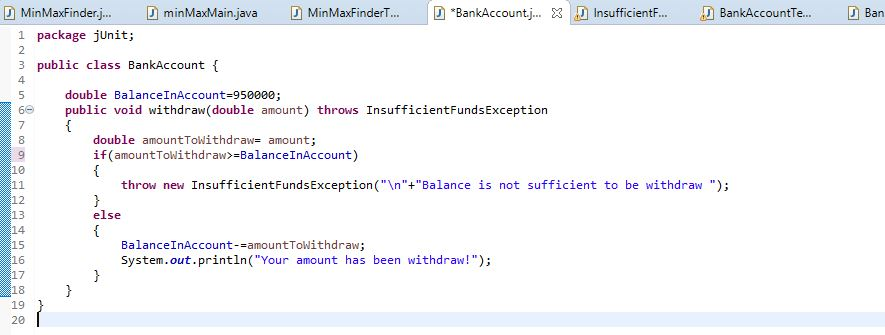 MinMaxFinder.j... minMaxMain.java MinMaxFinderT... *BankAccount.j... InsufficientF... BankAccountTe... Ban
1 package jUnit;
2
3 public class BankAccount {
4
5 double BalanceInAccount=950000;
6 public void withdraw(double amount) throws InsufficientFundsException
7 {
8 double amountToWithdraw= amount;
9 if(amountToWithdraw>=BalanceInAccount)
10 {
11 throw new InsufficientFundsException("\n"+"Balance is not sufficient to be withdraw ");
12 }
13 else
14 {
15 BalanceInAccount-=amountToWithdraw;
16 System.out.println("Your amount has been withdraw!");
17 }
18 }
19 }
20